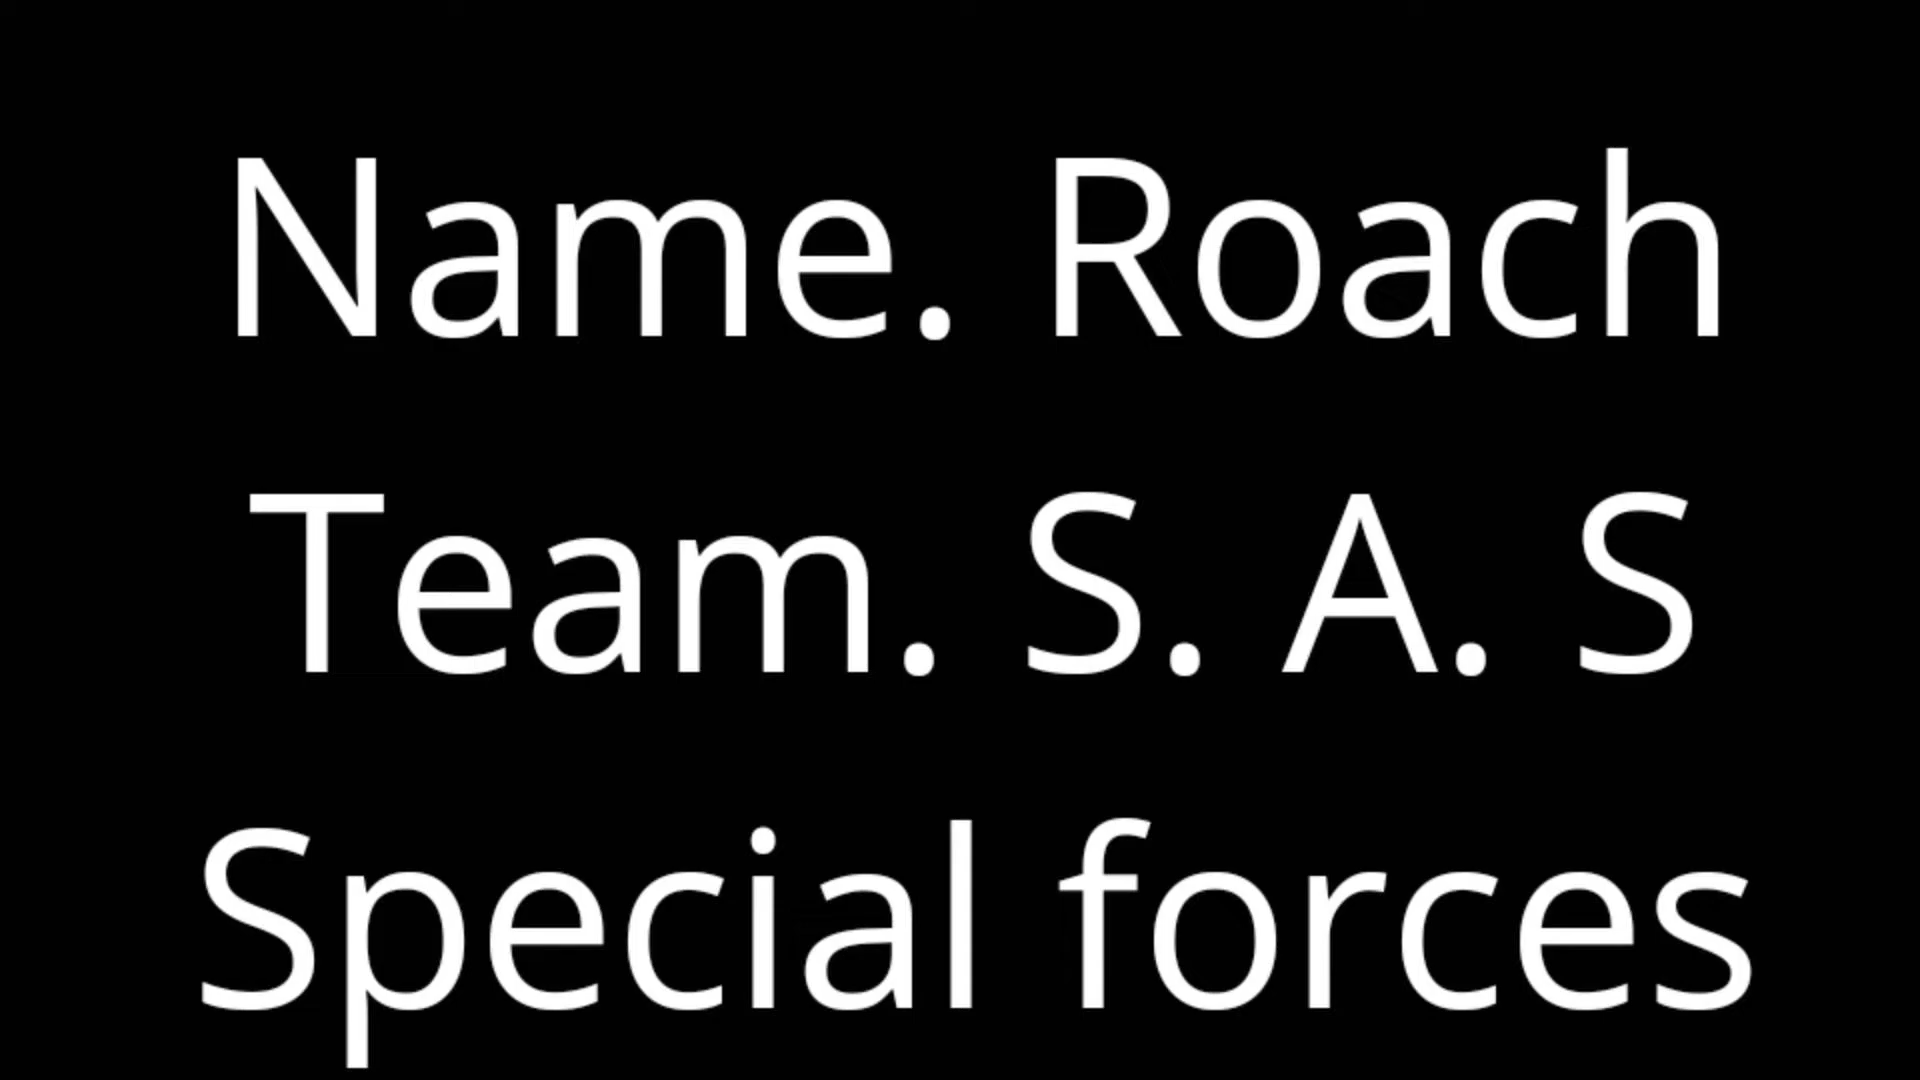 Name. Roach
Team. S. A. S
Special forces